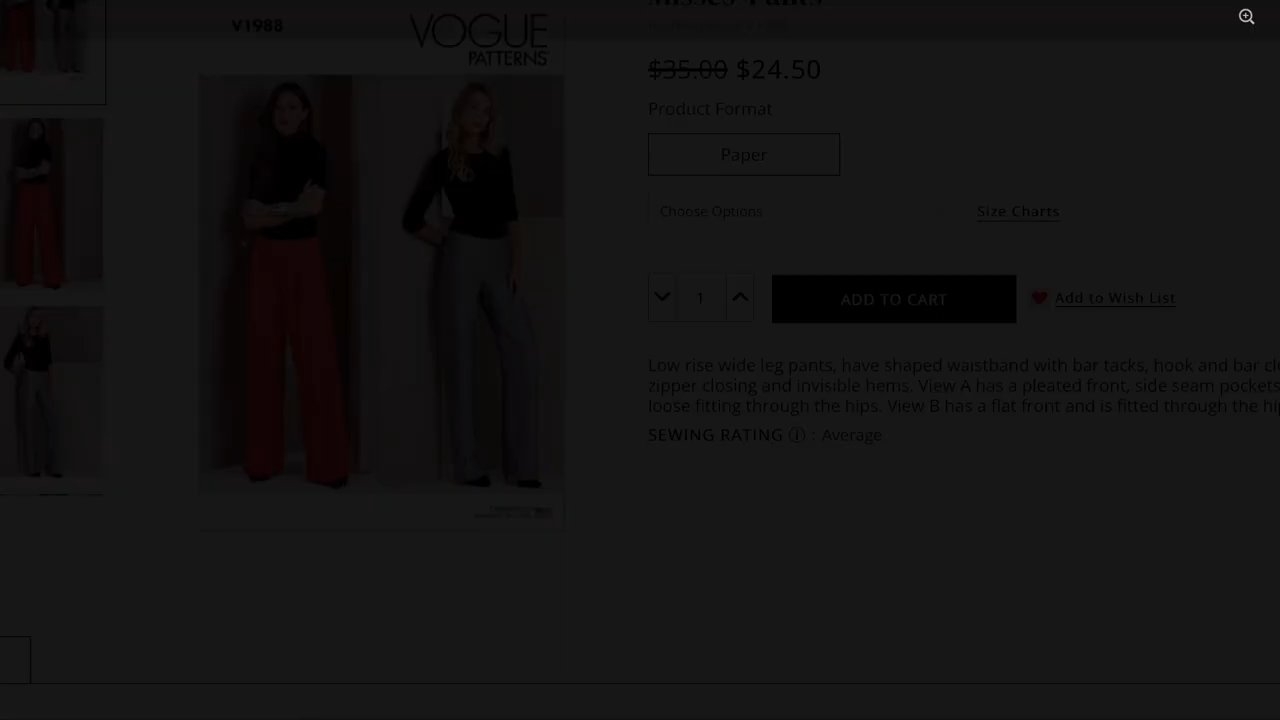 Misses' Pants
V1988
VOGUE
PATTERNS
$35.00 $24.50
Product Format
Paper
Choose Options
Size Charts
1
ADD TO CART
Add to Wish List
Low rise wide leg pants, have shaped waistband with bar tacks, hook and bar
zipper closing and invisible hems. View A has a pleated front, side seam pockets
loose fitting through the hips. View B has a flat front and is fitted through the
SEWING RATING ⓘ : Average